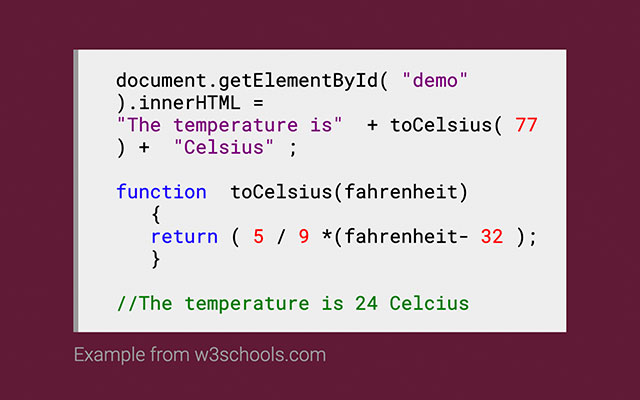 document.getElementById( "demo"
).innerHTML =
"The temperature is"  + toCelsius( 77
) +  "Celsius" ;
function  toCelsius(fahrenheit)
{
return ( 5 / 9 *(fahrenheit- 32 );
}
//The temperature is 24 Celcius
Example from w3schools.com